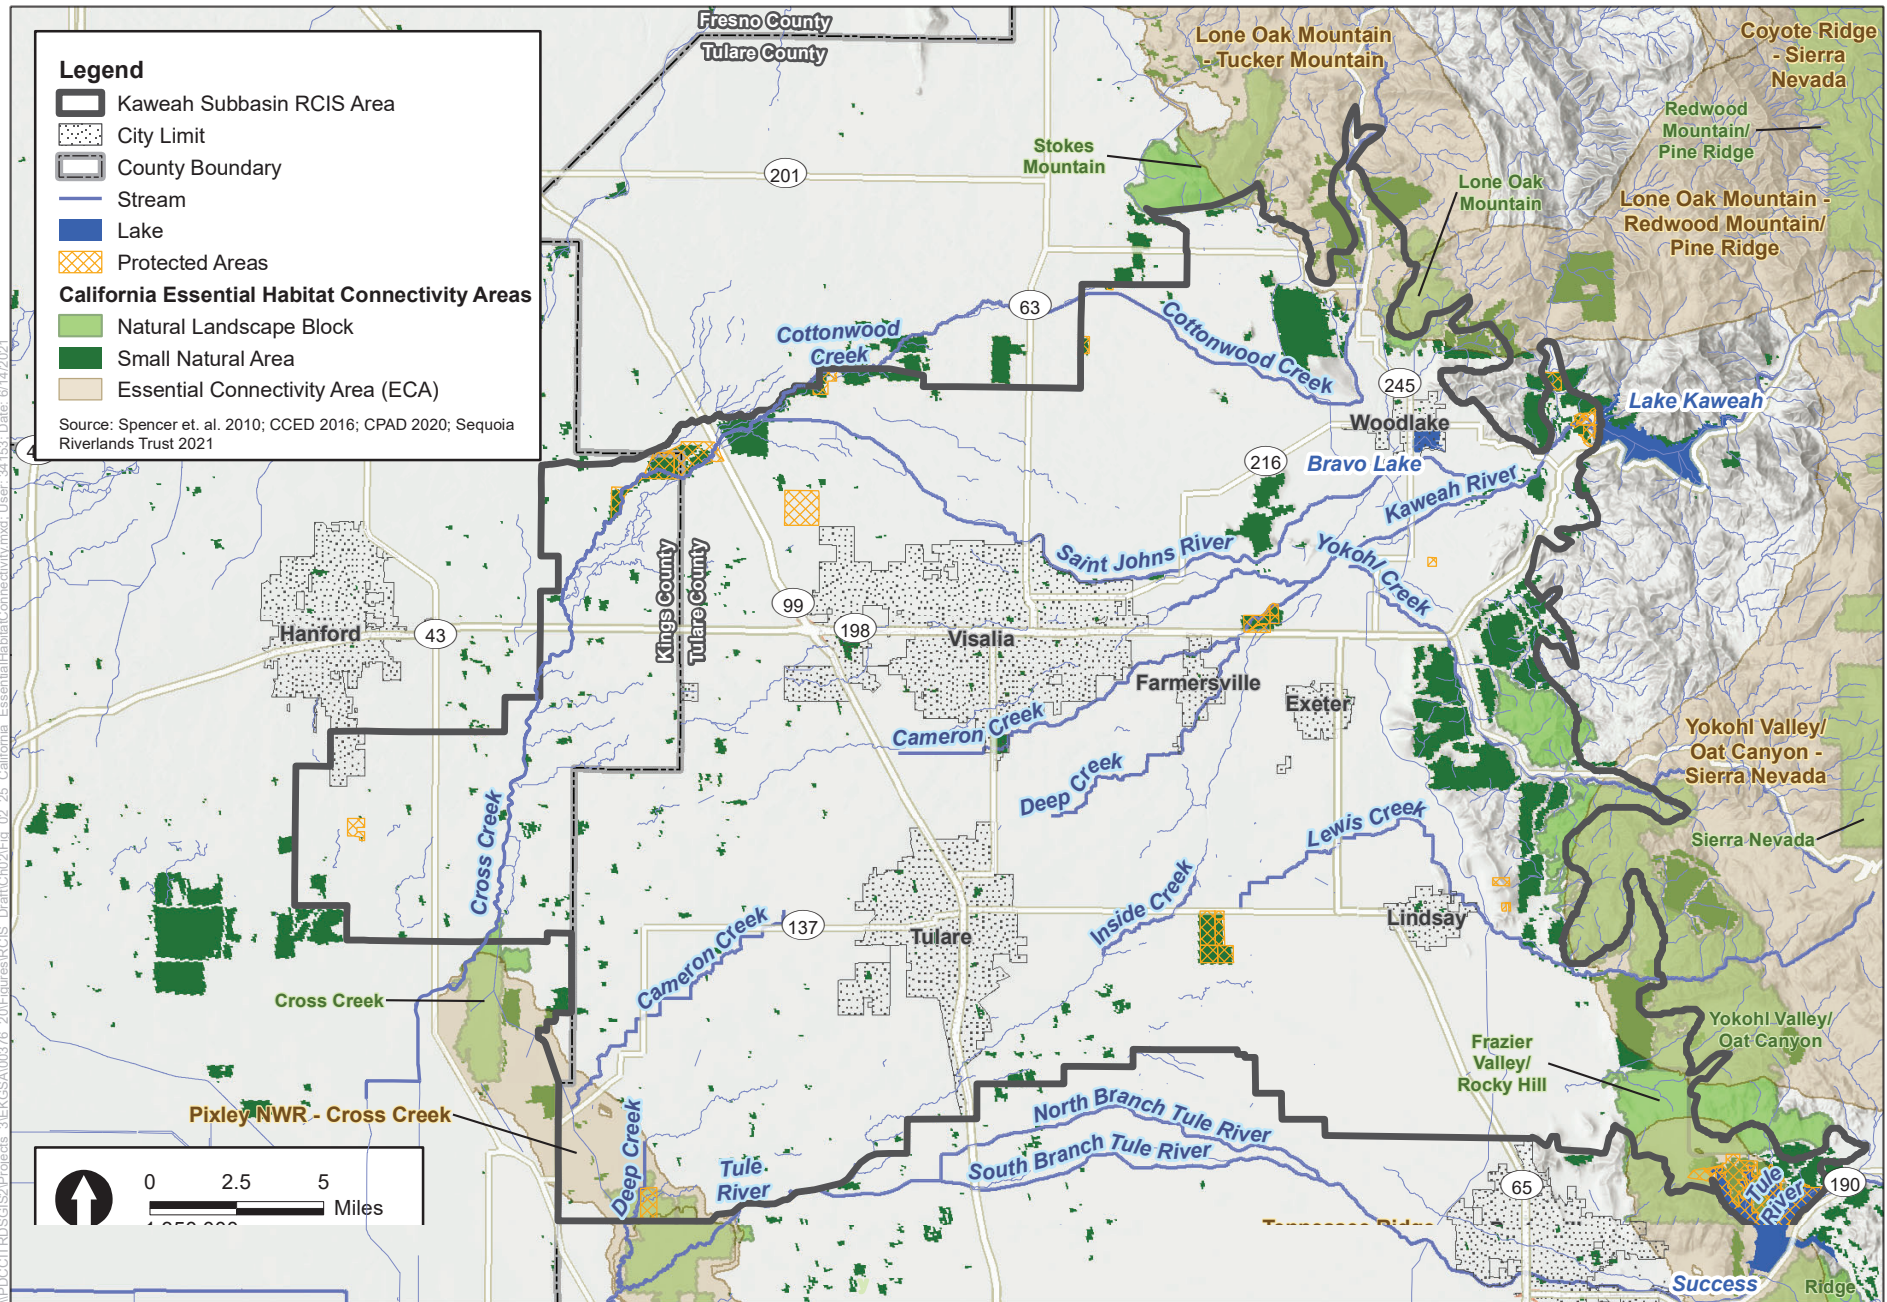 Legend
Kaweah Subbasin RCIS Area
City Limit
County Boundary
Stream
Lake
Protected Areas
California Essential Habitat Connectivity Areas
Natural Landscape Block
Small Natural Area
Essential Connectivity Area (ECA)
Source: Spencer et. al. 2010; CCED 2016; CPAD 2020; Sequoia
Riverlands Trust 2021
Fresno County
Tulare County
Lone Oak Mountain
- Tucker Mountain
Coyote Ridge
- Sierra
Nevada
Redwood
Mountain/
Pine Ridge
Stokes
Mountain
201
Lone Oak
Mountain
Lone Oak Mountain -
Redwood Mountain/
Pine Ridge
63
Cottonwood
Creek
Cottonwood Creek
245
Lake Kaweah
Woodlake
216
Bravo Lake
Kaweah River
Saint Johns River
Yokohl Creek
Kings County
Tulare County
99
198
Hanford
43
Visalia
Farmersville
Exeter
Cameron Creek
Deep Creek
Yokohl Valley/
Oat Canyon -
Sierra Nevada
Cross Creek
Lewis Creek
Sierra Nevada
Inside Creek
Lindsay
137
Tulare
Cameron Creek
Cross Creek
Yokohl Valley/
Oat Canyon
Frazier
Valley/
Rocky Hill
Pixley NWR - Cross Creek
North Branch Tule River
South Branch Tule River
Deep Creek
Tule
River
65
Tule
River
190
0 2.5 5
Miles
Tennessee Ridge
Success
Ridge